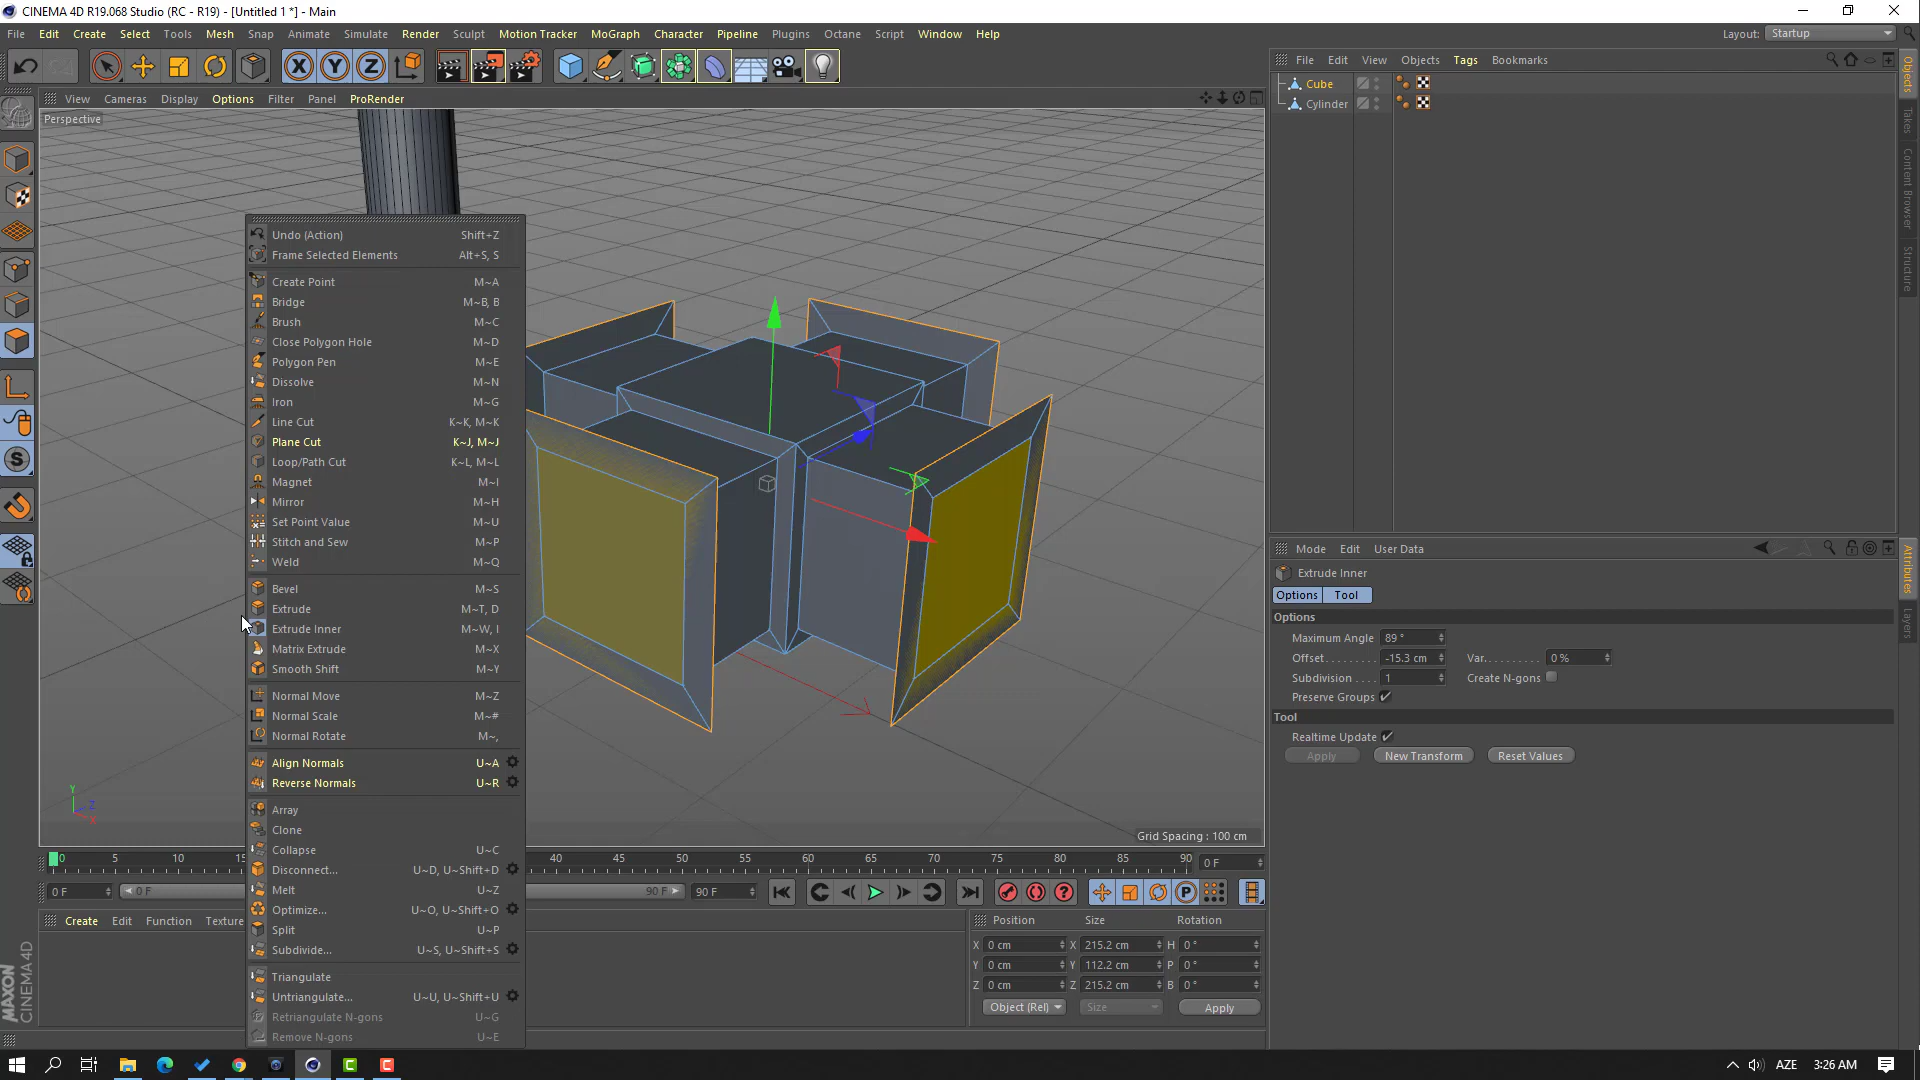 CINEMA 4D R19.068 Studio (RC - R19) - [Untitled 1 *] - Main
File Edit Create Select Tools Mesh Snap Animate Simulate Render Sculpt Motion Tracker MoGraph Character Pipeline Plugins Octane Script Window Help Layout: Startup
X Y Z
View Cameras Display Options Filter Panel ProRender
Perspective
File Edit View Objects Tags Bookmarks
Cube
Cylinder
Objects
Takes
Content Browser
Structure
Undo (Action) Shift+Z
Frame Selected Elements Alt+S, S
Create Point M~A
Bridge M~B, B
Brush M~C
Close Polygon Hole M~D
Polygon Pen M~E
Dissolve M~N
Iron M~G
Line Cut K~K, M~K
Plane Cut K~J, M~J
Loop/Path Cut K~L, M~L
Magnet M~I
Mirror M~H
Set Point Value M~U
Stitch and Sew M~P
Weld M~Q
Bevel M~S
Extrude M~T, D
Extrude Inner M~W, I
Matrix Extrude M~X
Smooth Shift M~Y
Normal Move M~Z
Normal Scale M~#
Normal Rotate M~,
Align Normals U~A
Reverse Normals U~R
Array
Clone
Collapse U~C
Disconnect... U~D, U~Shift+D
Melt U~Z
Optimize... U~O, U~Shift+O
Split U~P
Subdivide... U~S, U~Shift+S
Triangulate
Untriangulate... U~U, U~Shift+U
Retriangulate N-gons U~G
Remove N-gons U~E
Mode Edit User Data
Extrude Inner
Options Tool
Options
Maximum Angle 89 °
Offset........ -15.3 cm Var.......... 0 %
Subdivision .... 1 Create N-gons
Preserve Groups
Tool
Realtime Update
Apply New Transform Reset Values
Attributes
Layers
Y
Z
X
Grid Spacing : 100 cm
0 5 10 15 40 45 50 55 60 65 70 75 80 85 90 0 F
0 F 0 F 90 F 90 F
P
S
Create Edit Function Texture
Position Size Rotation
X 0 cm X 215.2 cm H 0 °
Y 0 cm Y 112.2 cm P 0 °
Z 0 cm Z 215.2 cm B 0 °
Object (Rel) Size Apply
MAXON
CINEMA 4D
AZE 3:26 AM